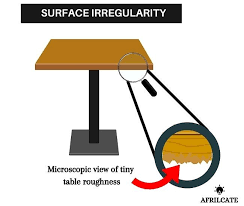 SURFACE IRREGULARITY
Microscopic view of tiny
table roughness
AFRILCATE